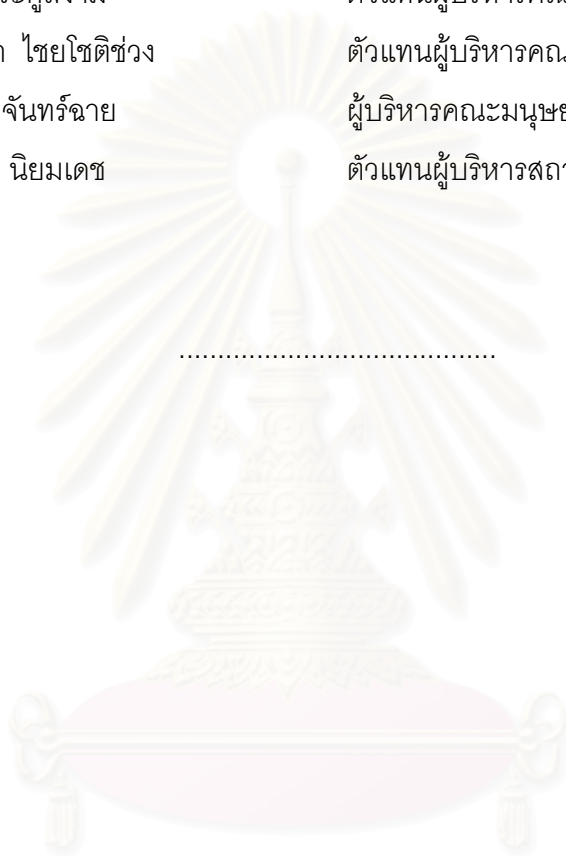 ไชยโชติช่วง ตัวแทนผู้บริหารคณ
จันทร์ฉาย ผู้บริหารคณะมนุษย
นิยมเดช ตัวแทนผู้บริหารสถา
.........................................